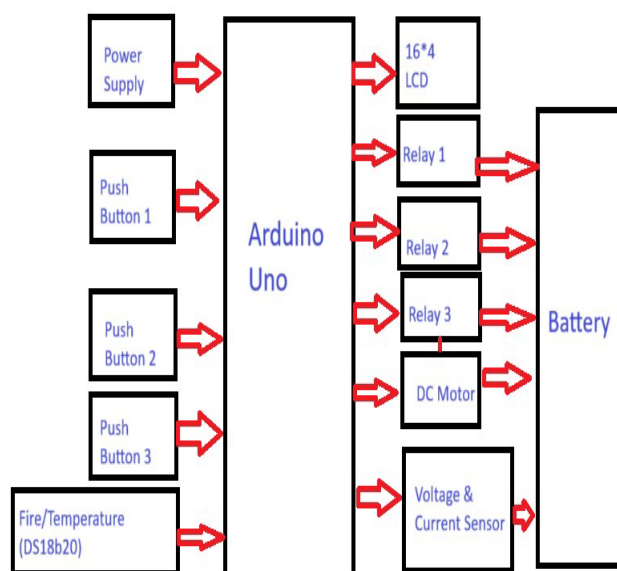 Power
Supply
16*4
LCD
Push
Button 1
Relay 1
Arduino
Uno
Relay 2
Push
Button 2
Relay 3
Battery
DC Motor
Push
Button 3
Fire/Temperature
(DS18b20)
Voltage &
Current Sensor